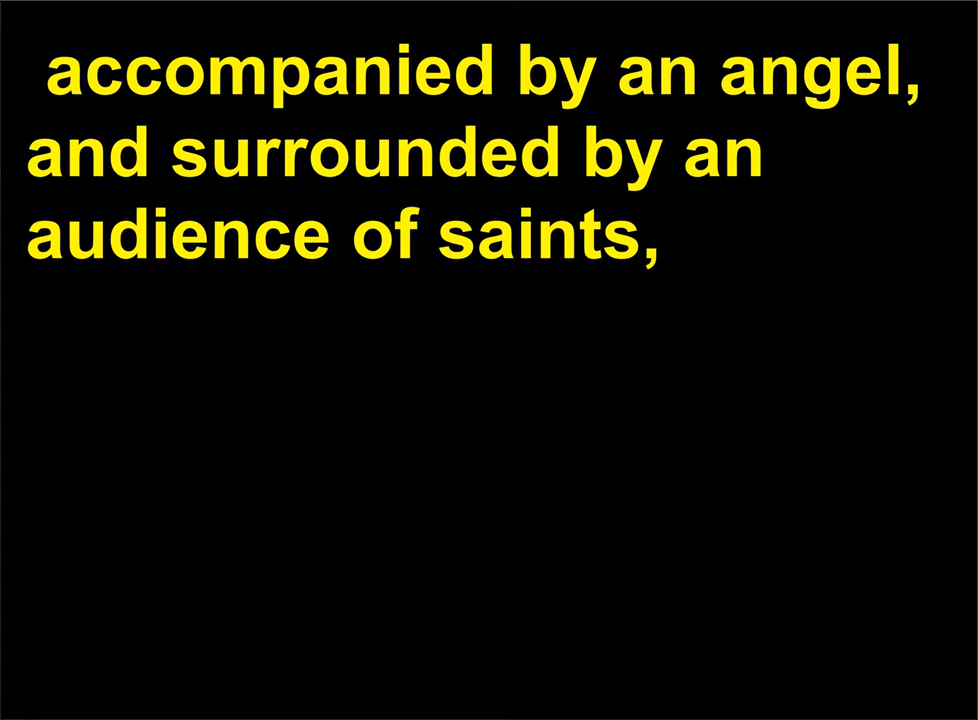 accompanied by an angel,
and surrounded by an
audience of saints,